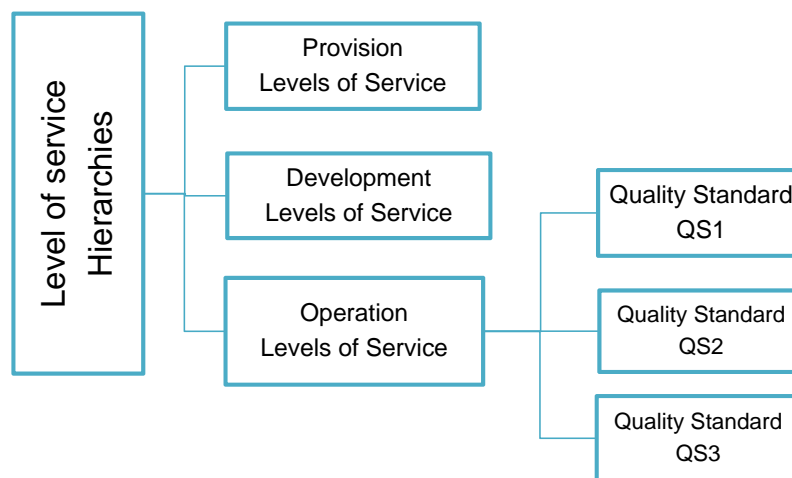 Level of service
Hierarchies
Provision
Levels of Service
Development
Levels of Service
Operation
Levels of Service
Quality Standard
QS1
Quality Standard
QS2
Quality Standard
QS3